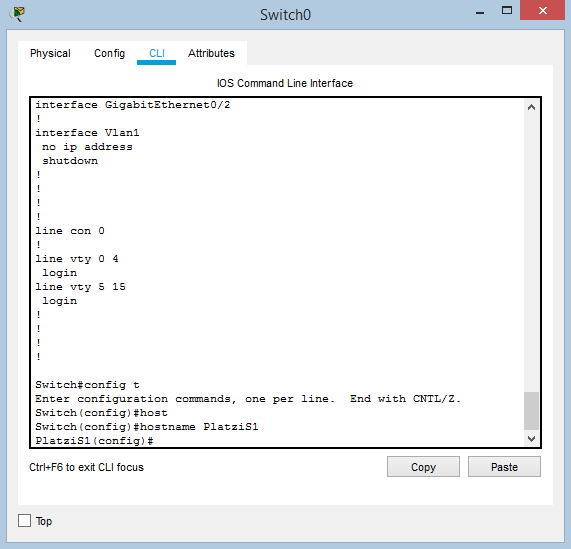 Switch0
Physical Config CLI Attributes
IOS Command Line Interface
interface GigabitEthernet0/2
!
interface Vlan1
 no ip address
 shutdown
!
!
!
!
line con 0
!
line vty 0 4
 login
line vty 5 15
 login
!
!
!
!
Switch#config t
Enter configuration commands, one per line.  End with CNTL/Z.
Switch(config)#host
Switch(config)#hostname PlatziS1
PlatziS1(config)#
Ctrl+F6 to exit CLI focus
Copy Paste
Top